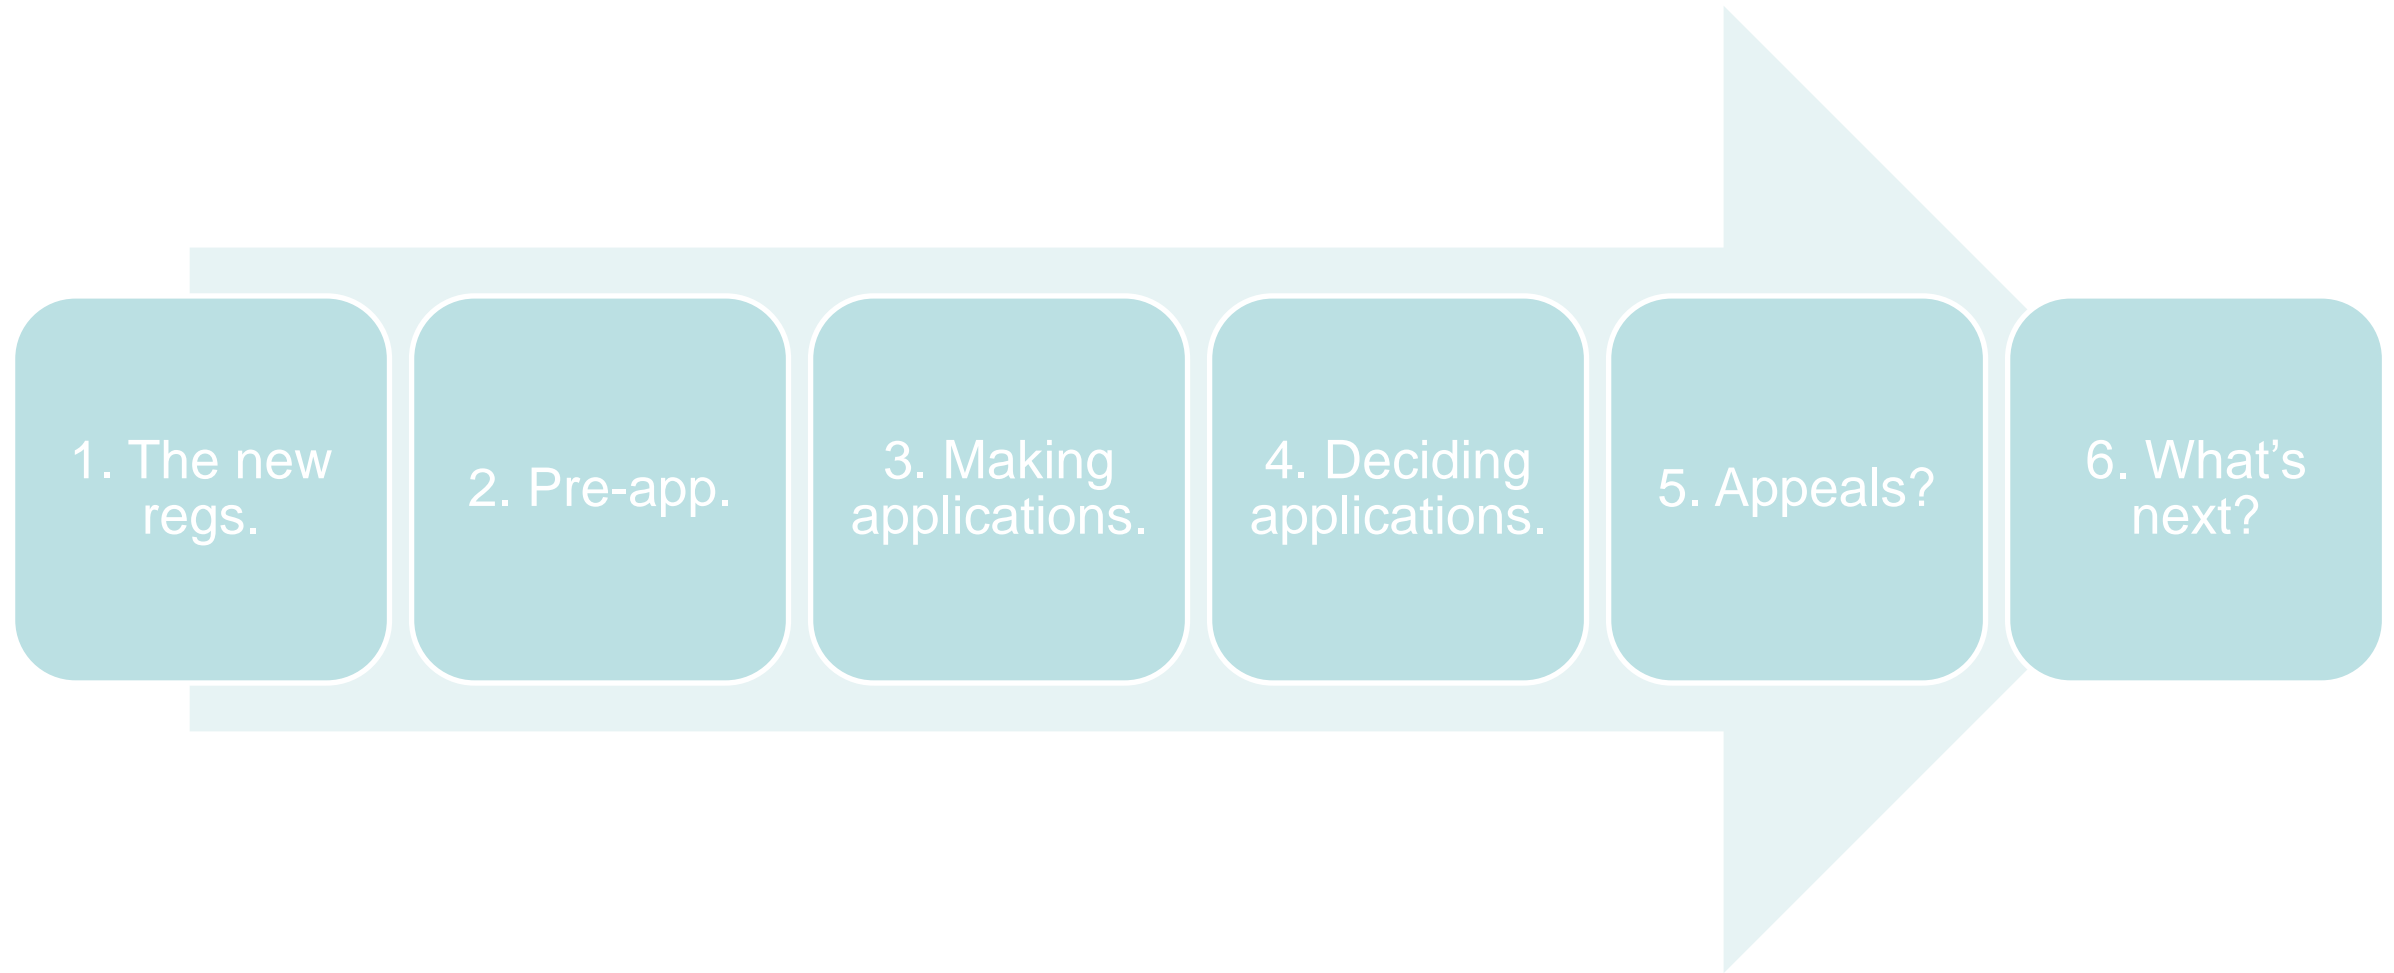 1. The new
regs.
2. Pre-app.
3. Making
applications.
4. Deciding
applications.
5. Appeals?
6. What’s
next?